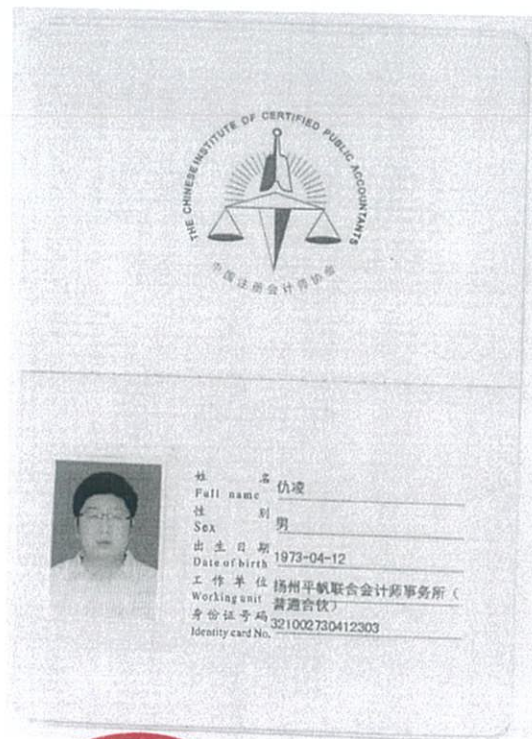 THE CHINESE INSTITUTE OF CERTIFIED PUBLIC ACCOUNTANTS
中国注册会计师协会
姓 名 仇凌
Full name
性 别 男
Sex
出生日期 1973-04-12
Date of birth
工作单位 扬州平帆联合会计师事务所（
Working unit 普通合伙）
身份证号码 321002730412303
Identity card No.